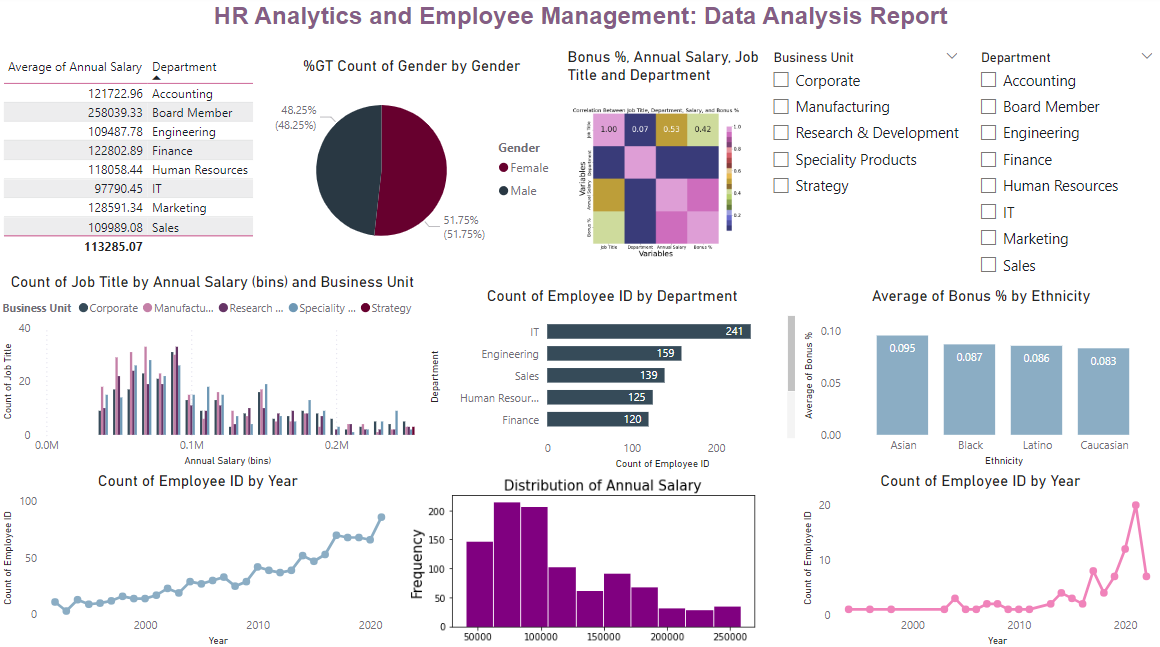 HR Analytics and Employee Management: Data Analysis Report
Average of Annual Salary Department
121722.96 Accounting
258039.33 Board Member
109487.78 Engineering
122802.89 Finance
118058.44 Human Resources
97790.45 IT
128591.34 Marketing
109989.08 Sales
113285.07
%GT Count of Gender by Gender
48.25%
(48.25%)
51.75%
(51.75%)
Gender
Female
Male
Bonus %, Annual Salary, Job
Title and Department
Correlation Between Job Title, Department, Salary, and Bonus %
1.00 0.07 0.53 0.42
Variables
Job Title
Department
Annual Salary
Bonus %
1.0
0.8
0.6
0.4
0.2
Job Title Department Annual Salary Bonus %
Variables
Business Unit
Corporate
Manufacturing
Research & Development
Speciality Products
Strategy
Department
Accounting
Board Member
Engineering
Finance
Human Resources
IT
Marketing
Sales
Count of Job Title by Annual Salary (bins) and Business Unit
Business Unit Corporate Manufactu... Research ... Speciality ... Strategy
Count of Job Title
40
20
0
0.0M 0.1M 0.2M
Annual Salary (bins)
Count of Employee ID by Department
Department
IT 241
Engineering 159
Sales 139
Human Resour... 125
Finance 120
0 100 200
Count of Employee ID
Average of Bonus % by Ethnicity
Average of Bonus %
0.10
0.05
0.00
0.095 0.087 0.086 0.083
Asian Black Latino Caucasian
Ethnicity
Count of Employee ID by Year
Count of Employee ID
100
50
0
2000 2010 2020
Year
Distribution of Annual Salary
Frequency
200
150
100
50
0
50000 100000 150000 200000 250000
Count of Employee ID by Year
Count of Employee ID
20
10
0
2000 2010 2020
Year